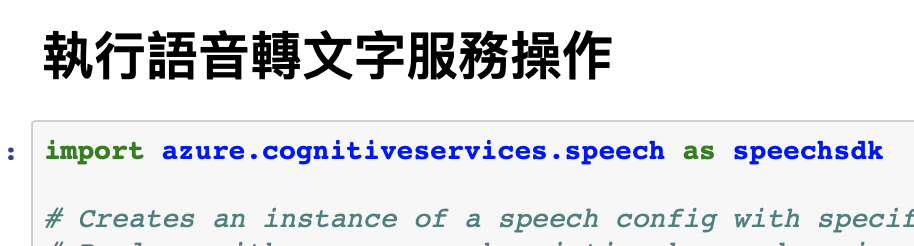 執行語音轉文字服務操作
: import azure.cognitiveservices.speech as speechsdk
# Creates an instance of a speech config with specif